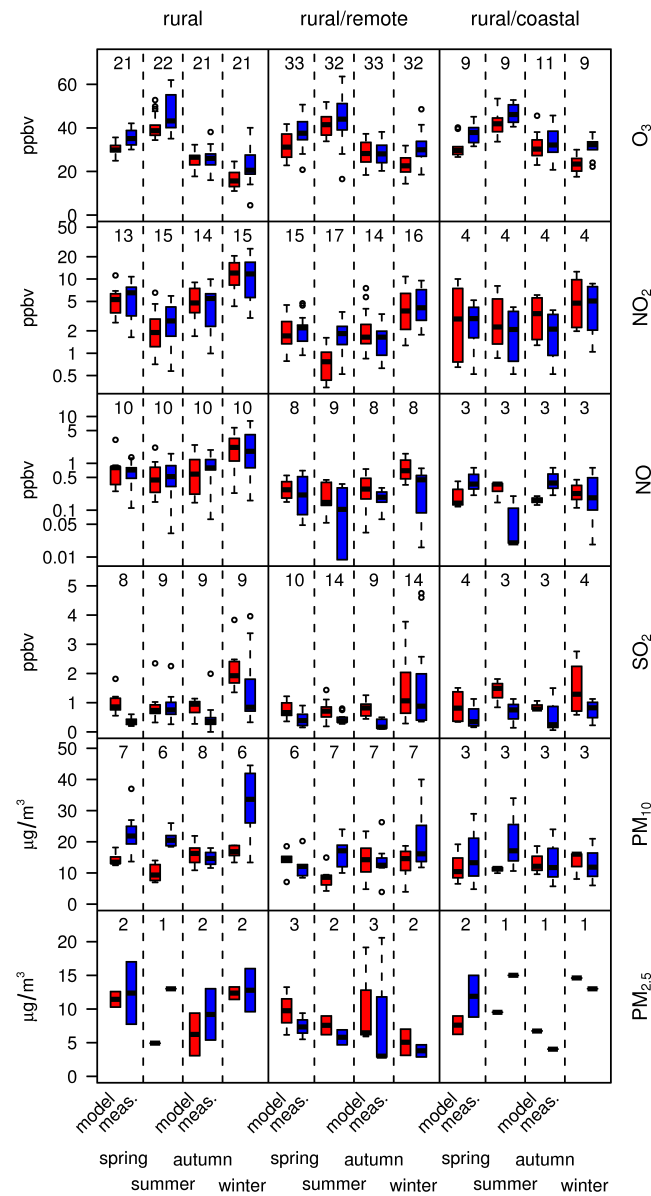 rural rural/remote rural/coastal
21 22 21 21 33 32 33 32 9 9 11 9
60
40
20
0
ppbv
O3
13 15 14 15 15 17 14 16 4 4 4 4
50
20
10
5
2
1
0.5
ppbv
NO2
10 10 10 10 8 9 8 8 3 3 3 3
10
5
1
0.5
0.1
0.05
0.01
ppbv
NO
8 9 9 9 10 14 9 14 4 3 3 4
5
4
3
2
1
0
ppbv
SO2
7 6 8 6 6 7 7 7 3 3 3 3
50
40
30
20
10
0
µg/m3
PM10
2 1 2 2 3 2 3 2 2 1 1 1
20
15
10
5
0
µg/m3
PM2.5
model meas. model meas. model meas. model meas. model meas. model meas.
spring autumn spring autumn spring autumn
summer winter summer winter summer winter